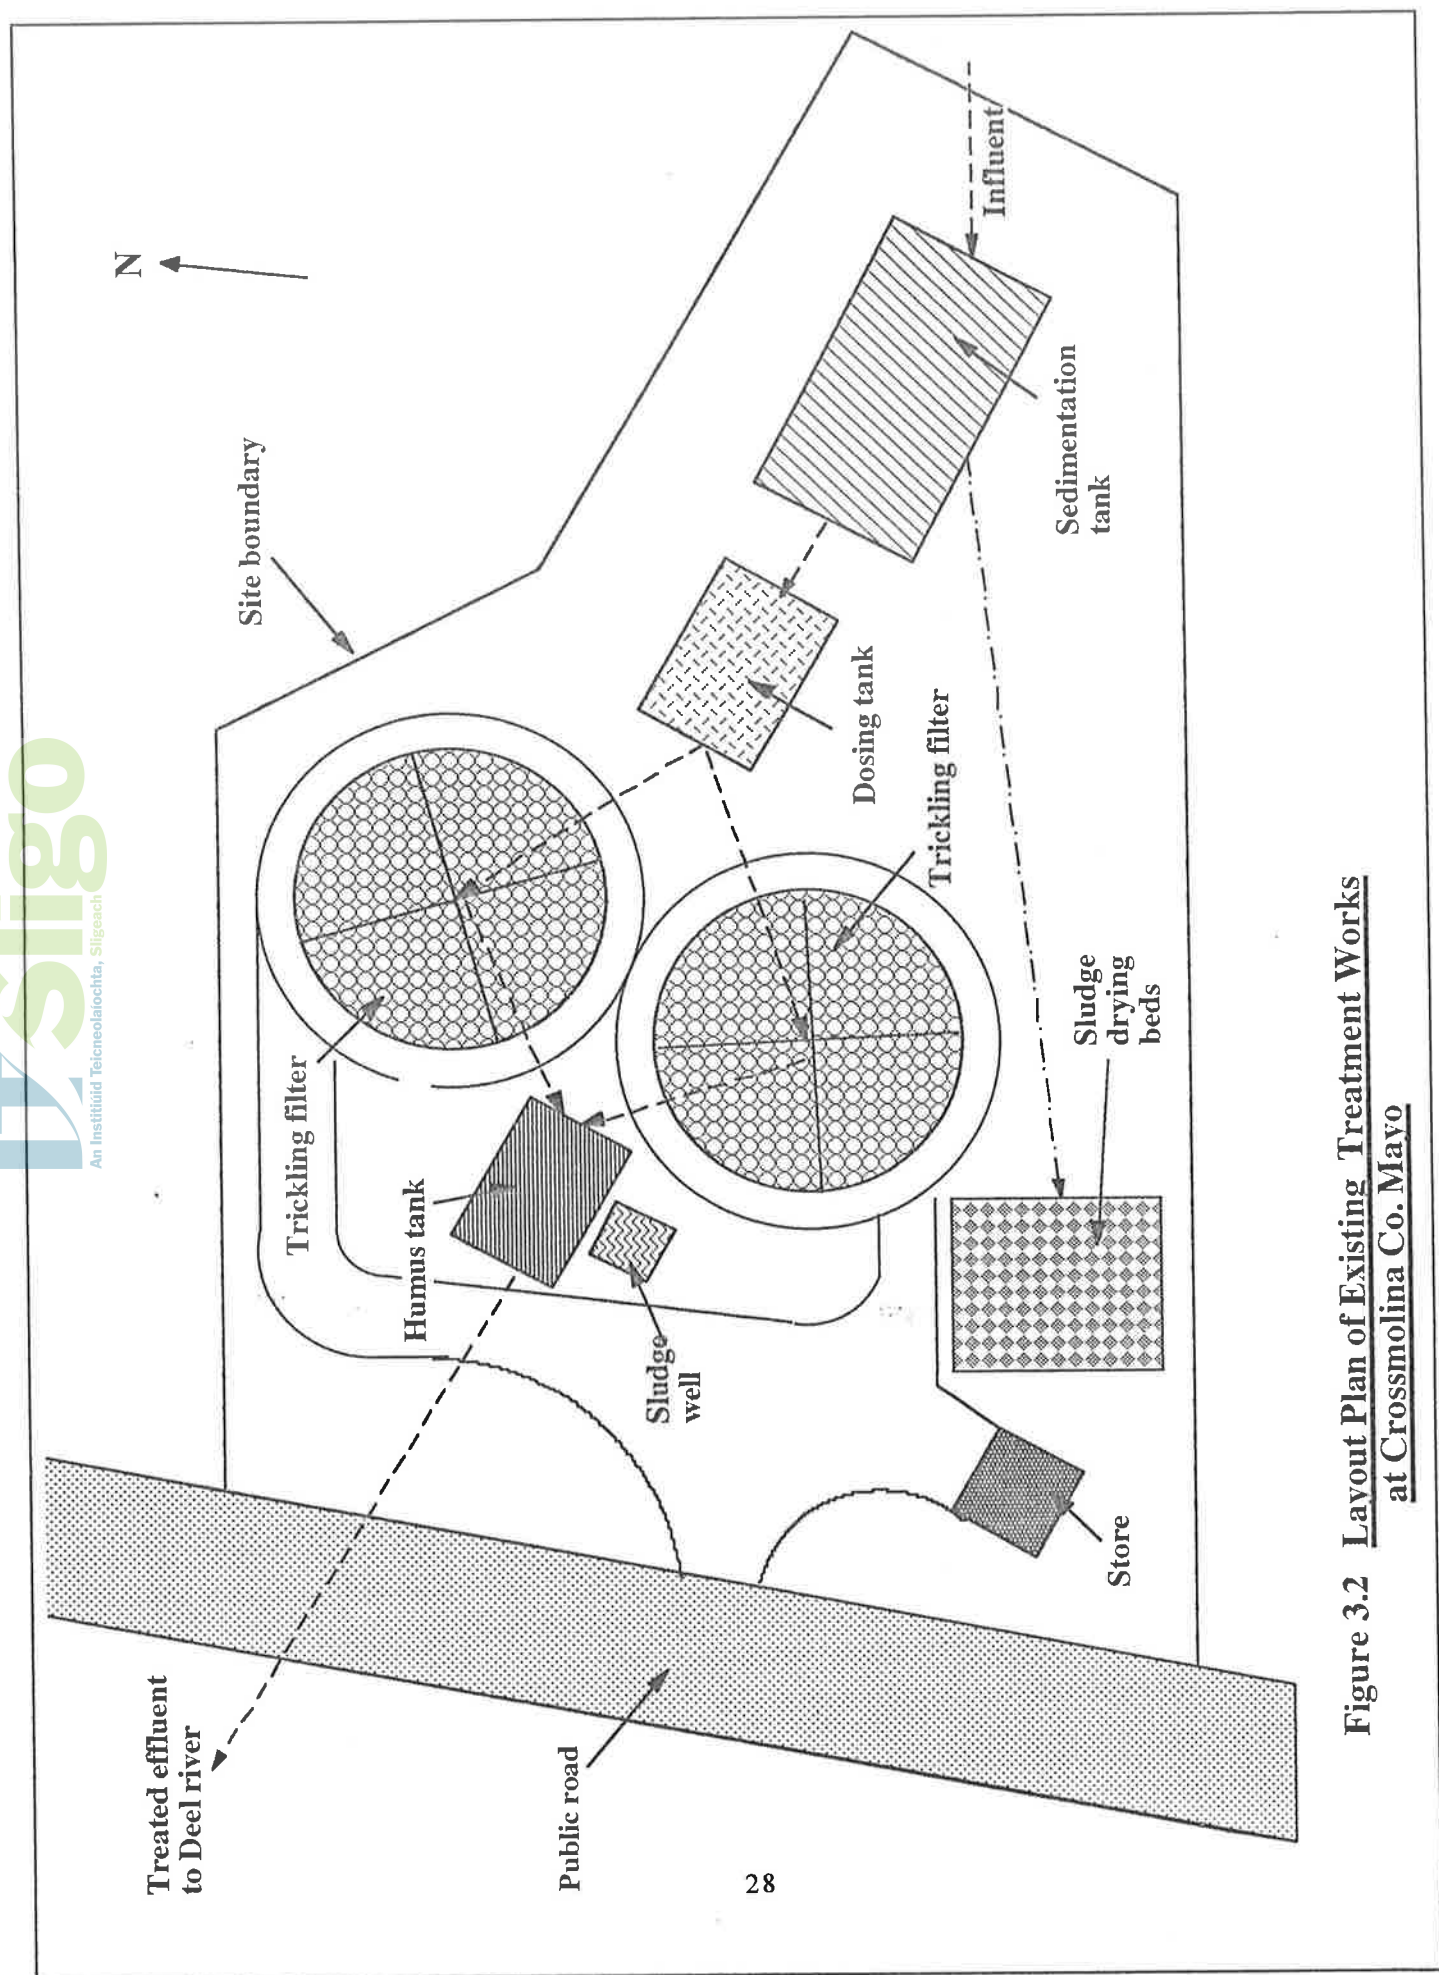 IT Sligo
An Institiúid Teicneolaíochta, Sligeach
N
Site boundary
Influent
Sedimentation
tank
Dosing tank
Trickling filter
Trickling filter
Sludge
drying
beds
Humus tank
Sludge
well
Store
Treated effluent
to Deel river
Public road
28
Figure 3.2 Layout Plan of Existing Treatment Works
at Crossmolina Co. Mayo